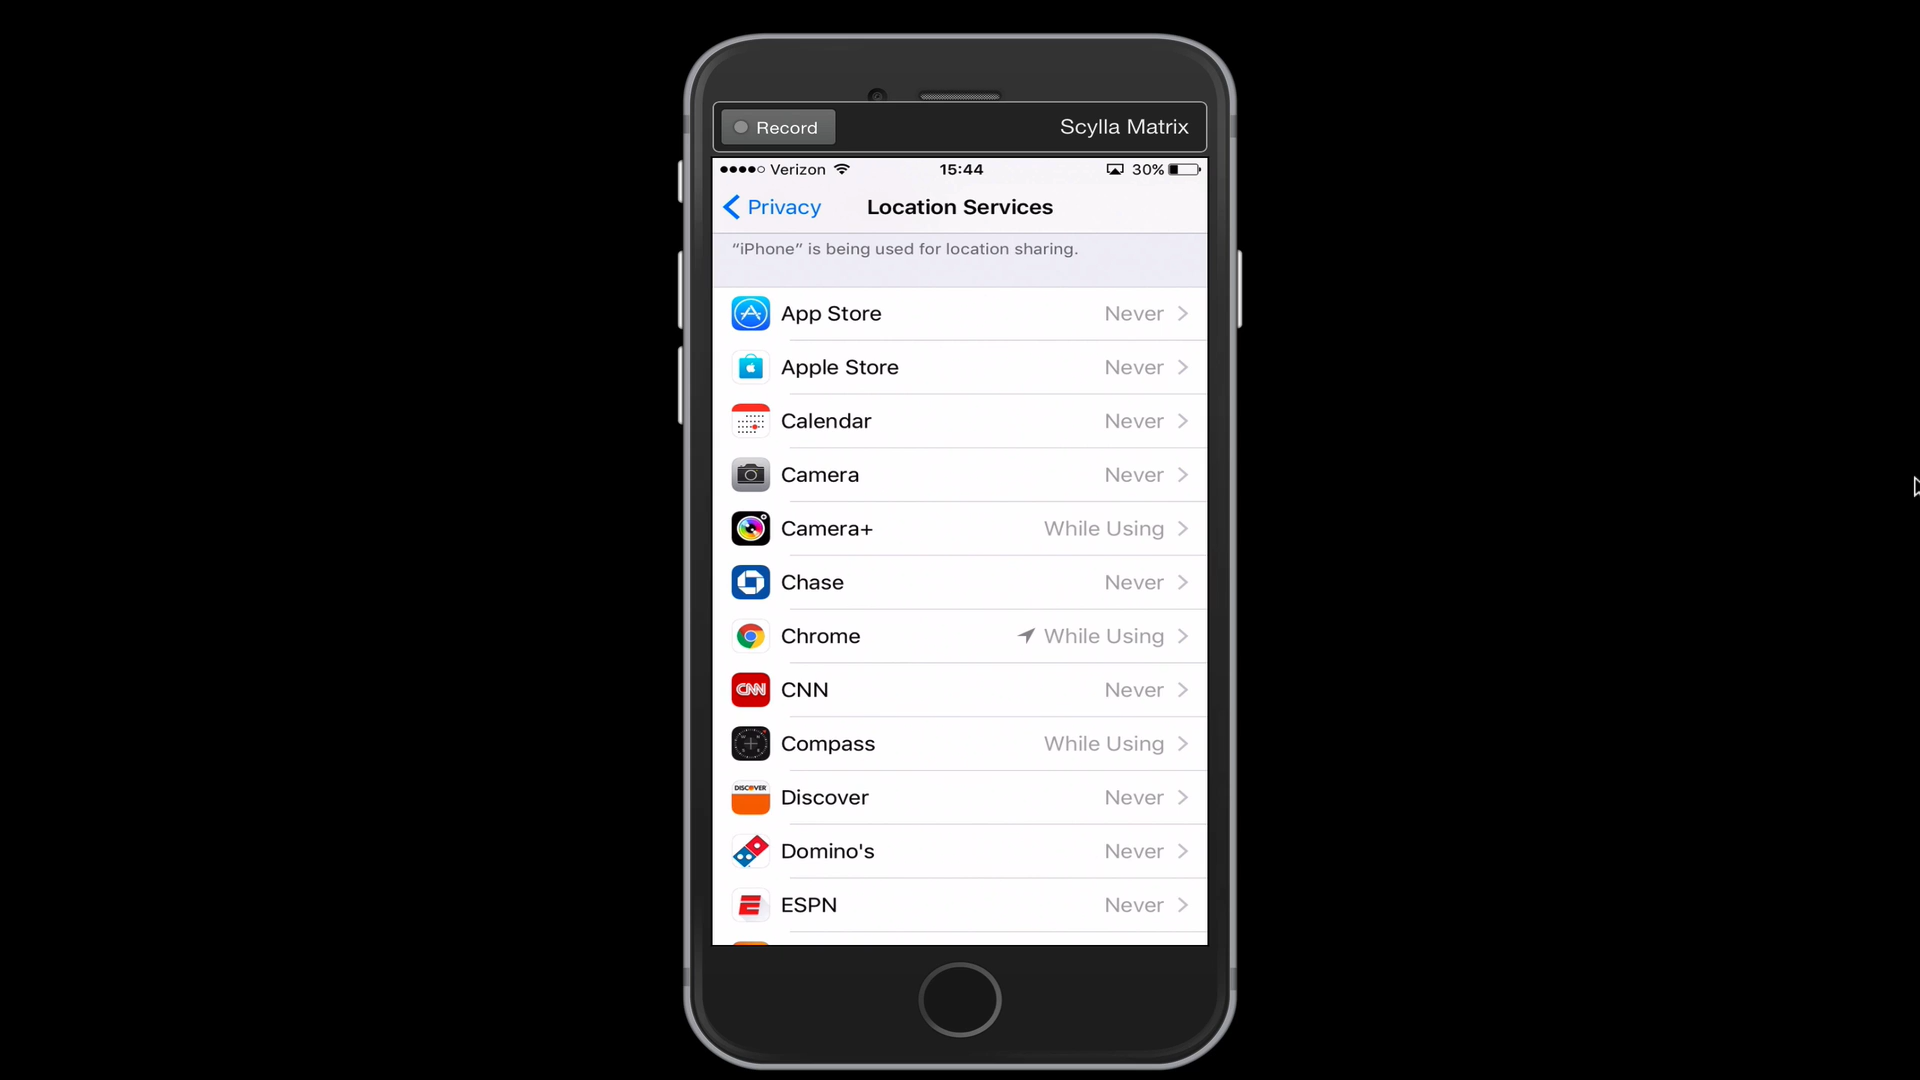 Record
Scylla Matrix
Verizon 15:44 30%
Privacy Location Services
“iPhone” is being used for location sharing.
App Store Never
Apple Store Never
Calendar Never
Camera Never
Camera+ While Using
Chase Never
Chrome While Using
CNN CNN Never
Compass While Using
DISCOVER Discover Never
Domino's Never
E ESPN Never